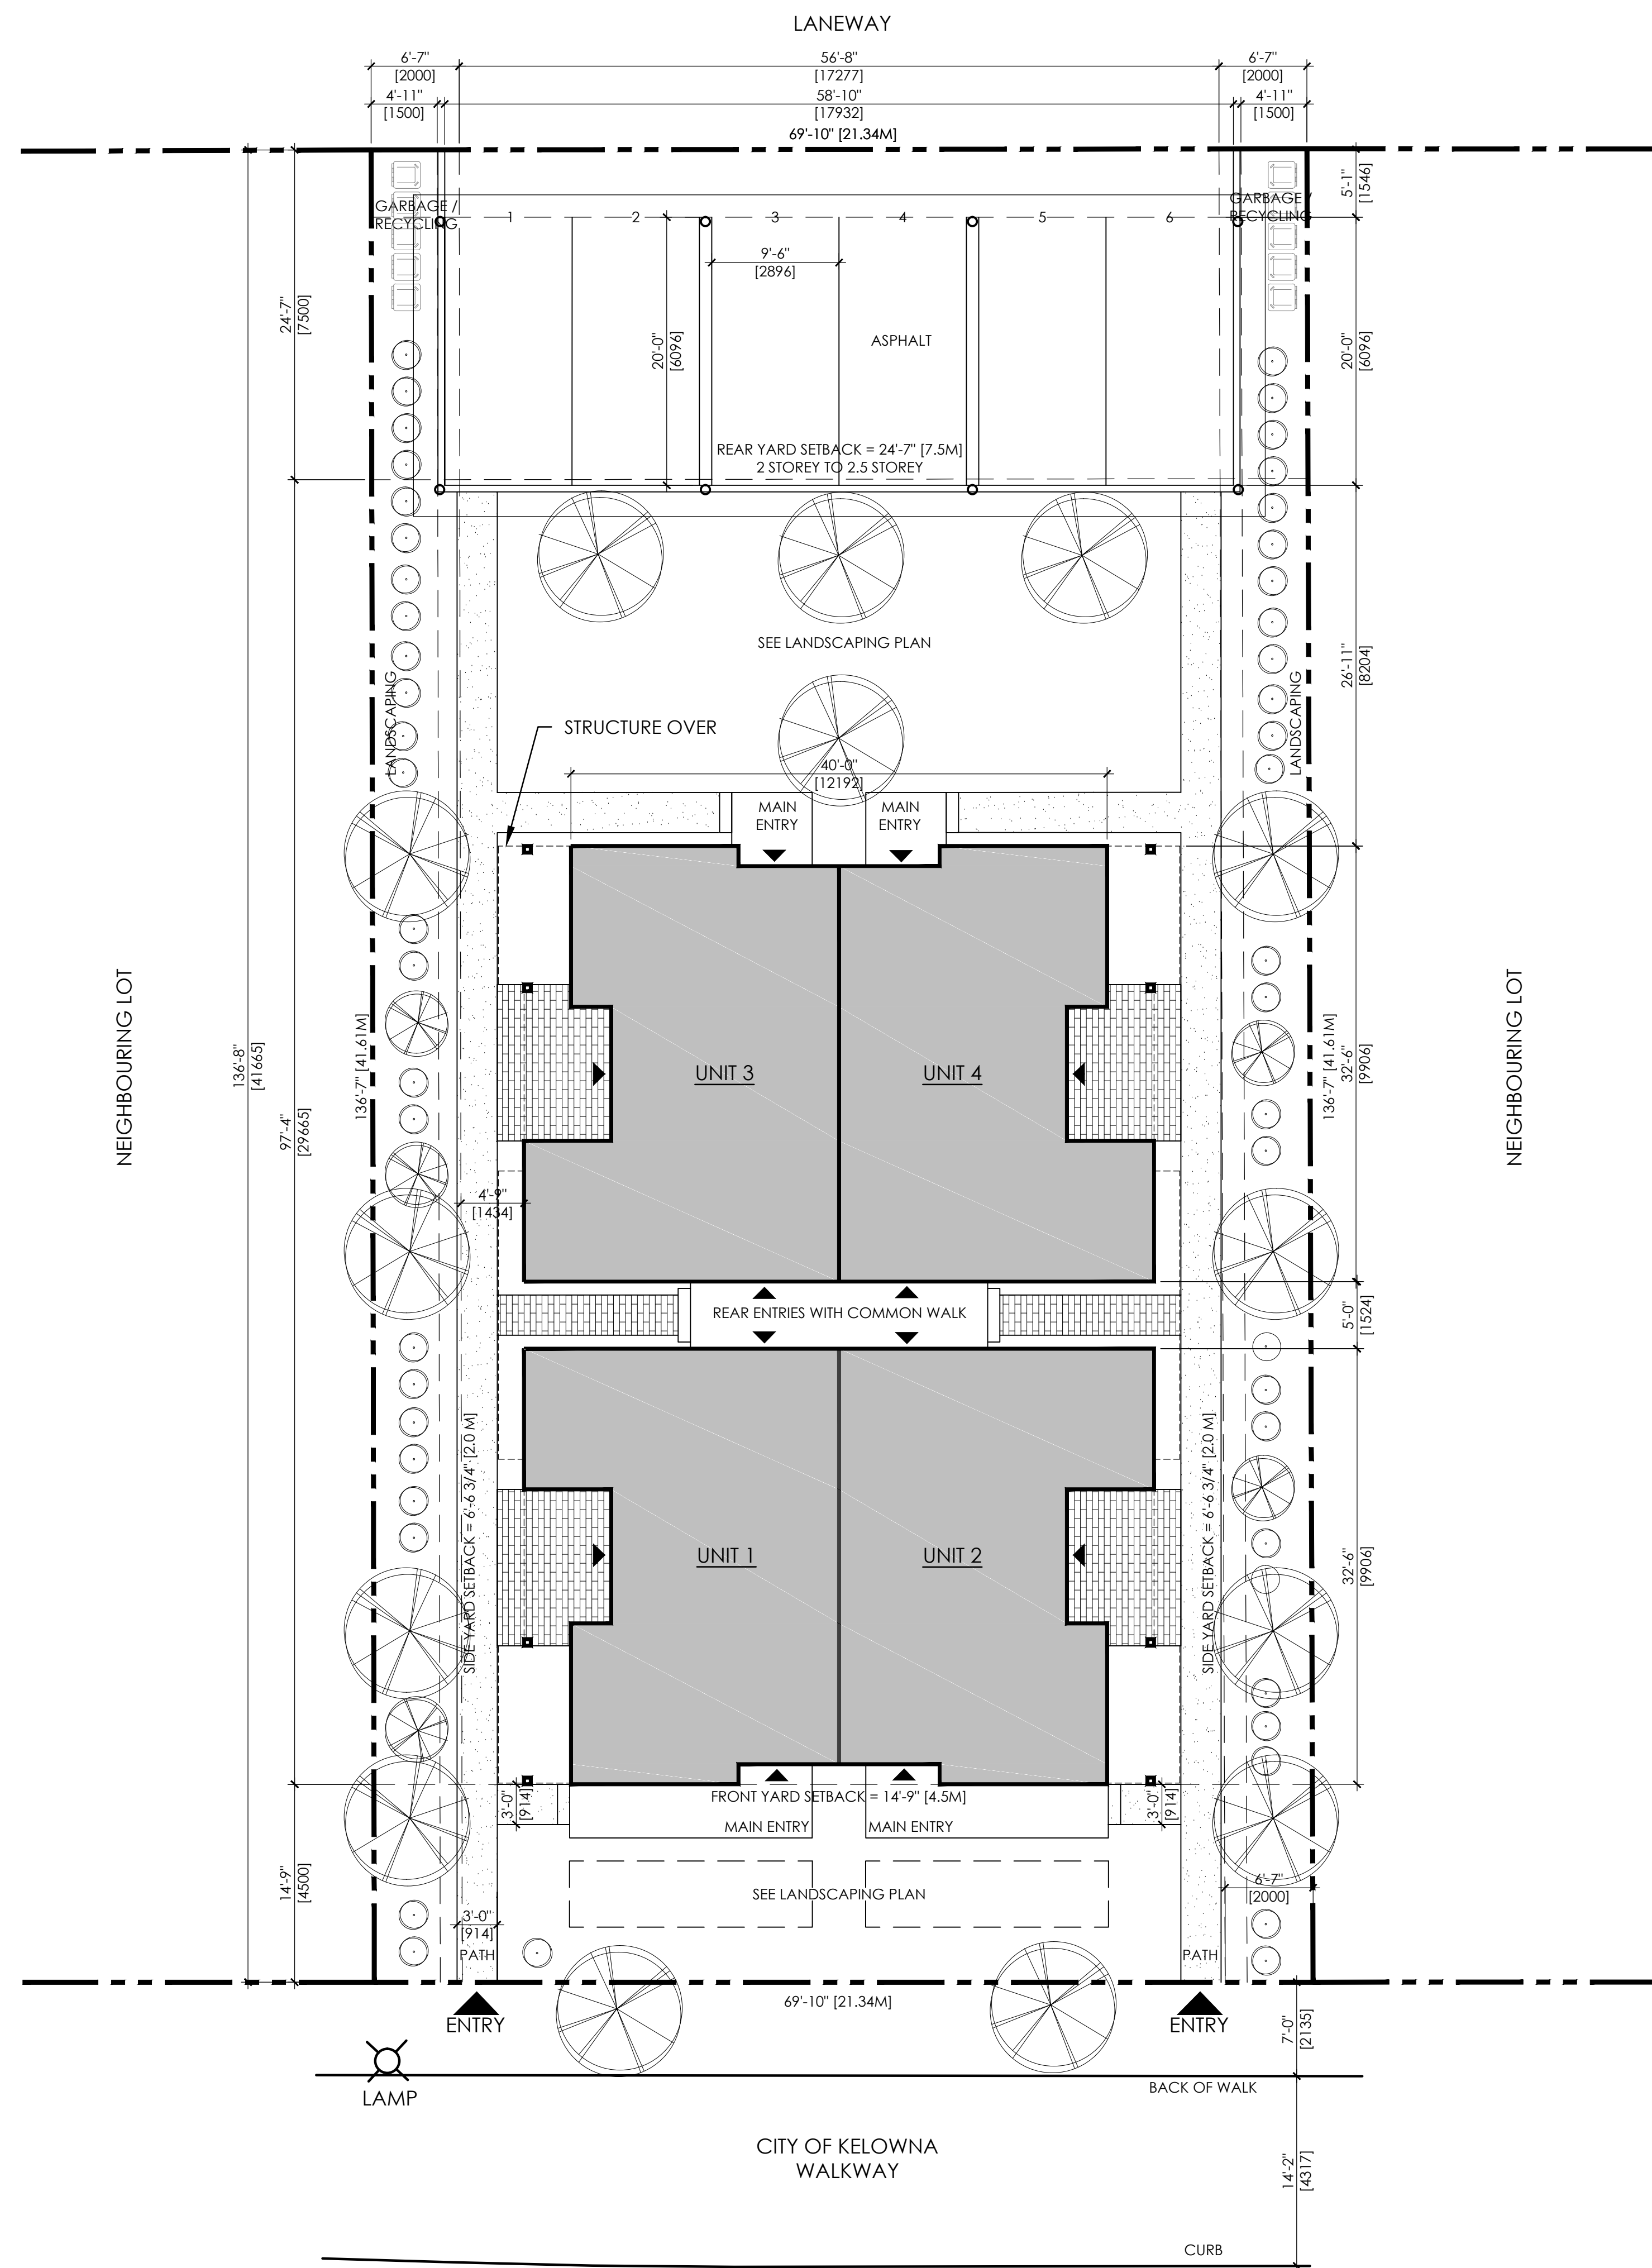 LANEWAY
6'-7"
[2000]
56'-8"
[17277]
6'-7"
[2000]
4'-11"
[1500]
58'-10"
[17932]
4'-11"
[1500]
69'-10" [21.34M]
5'-1"
[1546]
GARBAGE /
RECYCLING
1
2
3
4
5
6
GARBAGE /
RECYCLING
9'-6"
[2896]
24'-7"
[7500]
20'-0"
[6096]
ASPHALT
20'-0"
[6096]
REAR YARD SETBACK = 24'-7" [7.5M]
2 STOREY TO 2.5 STOREY
SEE LANDSCAPING PLAN
26'-11"
[8204]
LANDSCAPING
LANDSCAPING
STRUCTURE OVER
40'-0"
[12192]
MAIN
ENTRY
MAIN
ENTRY
NEIGHBOURING LOT
136'-8"
[41665]
97'-4"
[29665]
136'-7" [41.61M]
UNIT 3
UNIT 4
136'-7" [41.61M]
32'-6"
[9906]
NEIGHBOURING LOT
4'-9"
[1434]
REAR ENTRIES WITH COMMON WALK
5'-0"
[1524]
SIDE YARD SETBACK = 6'-6 3/4" [2.0 M]
UNIT 1
UNIT 2
SIDE YARD SETBACK = 6'-6 3/4" [2.0 M]
32'-6"
[9906]
3'-0"
[914]
FRONT YARD SETBACK = 14'-9" [4.5M]
3'-0"
[914]
MAIN ENTRY
MAIN ENTRY
14'-9"
[4500]
SEE LANDSCAPING PLAN
6'-7"
[2000]
3'-0"
[914]
PATH
PATH
69'-10" [21.34M]
ENTRY
ENTRY
7'-0"
[2135]
LAMP
BACK OF WALK
CITY OF KELOWNA
WALKWAY
14'-2"
[4317]
CURB